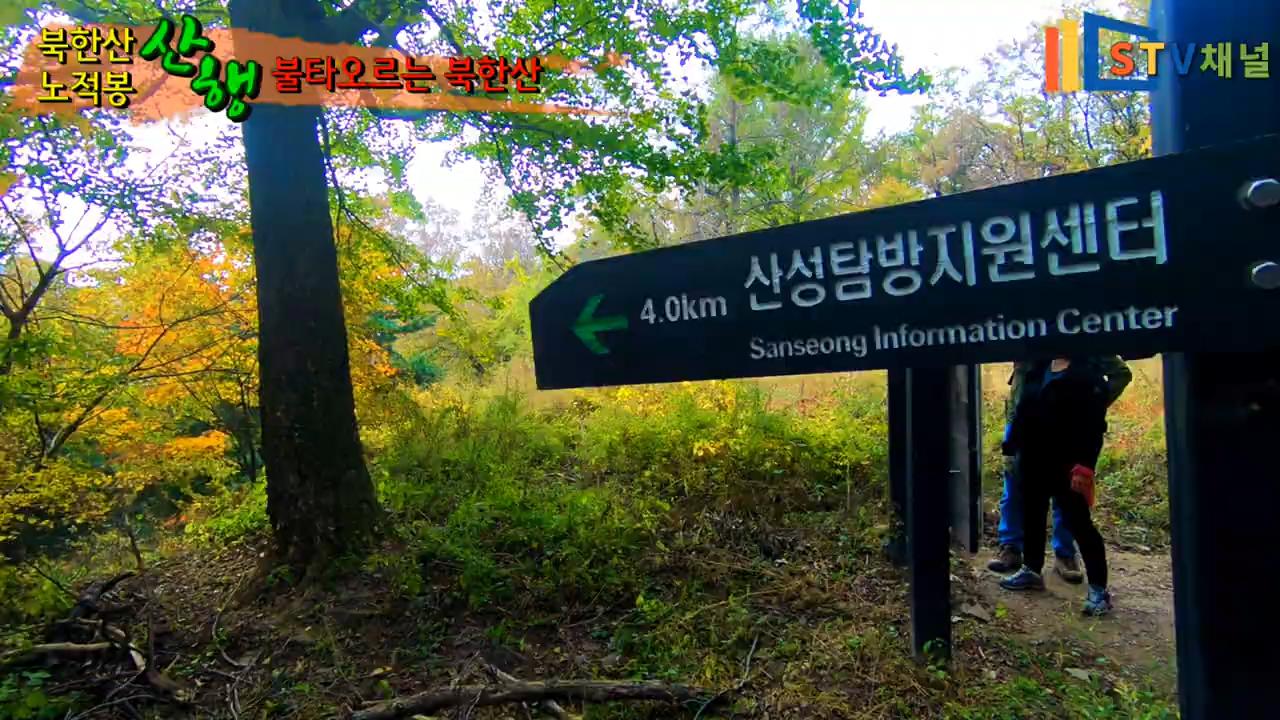 북한산
노적봉
산행
불타오르는 북한산
STV채널
4.0km 산성탐방지원센터
Sanseong Information Center